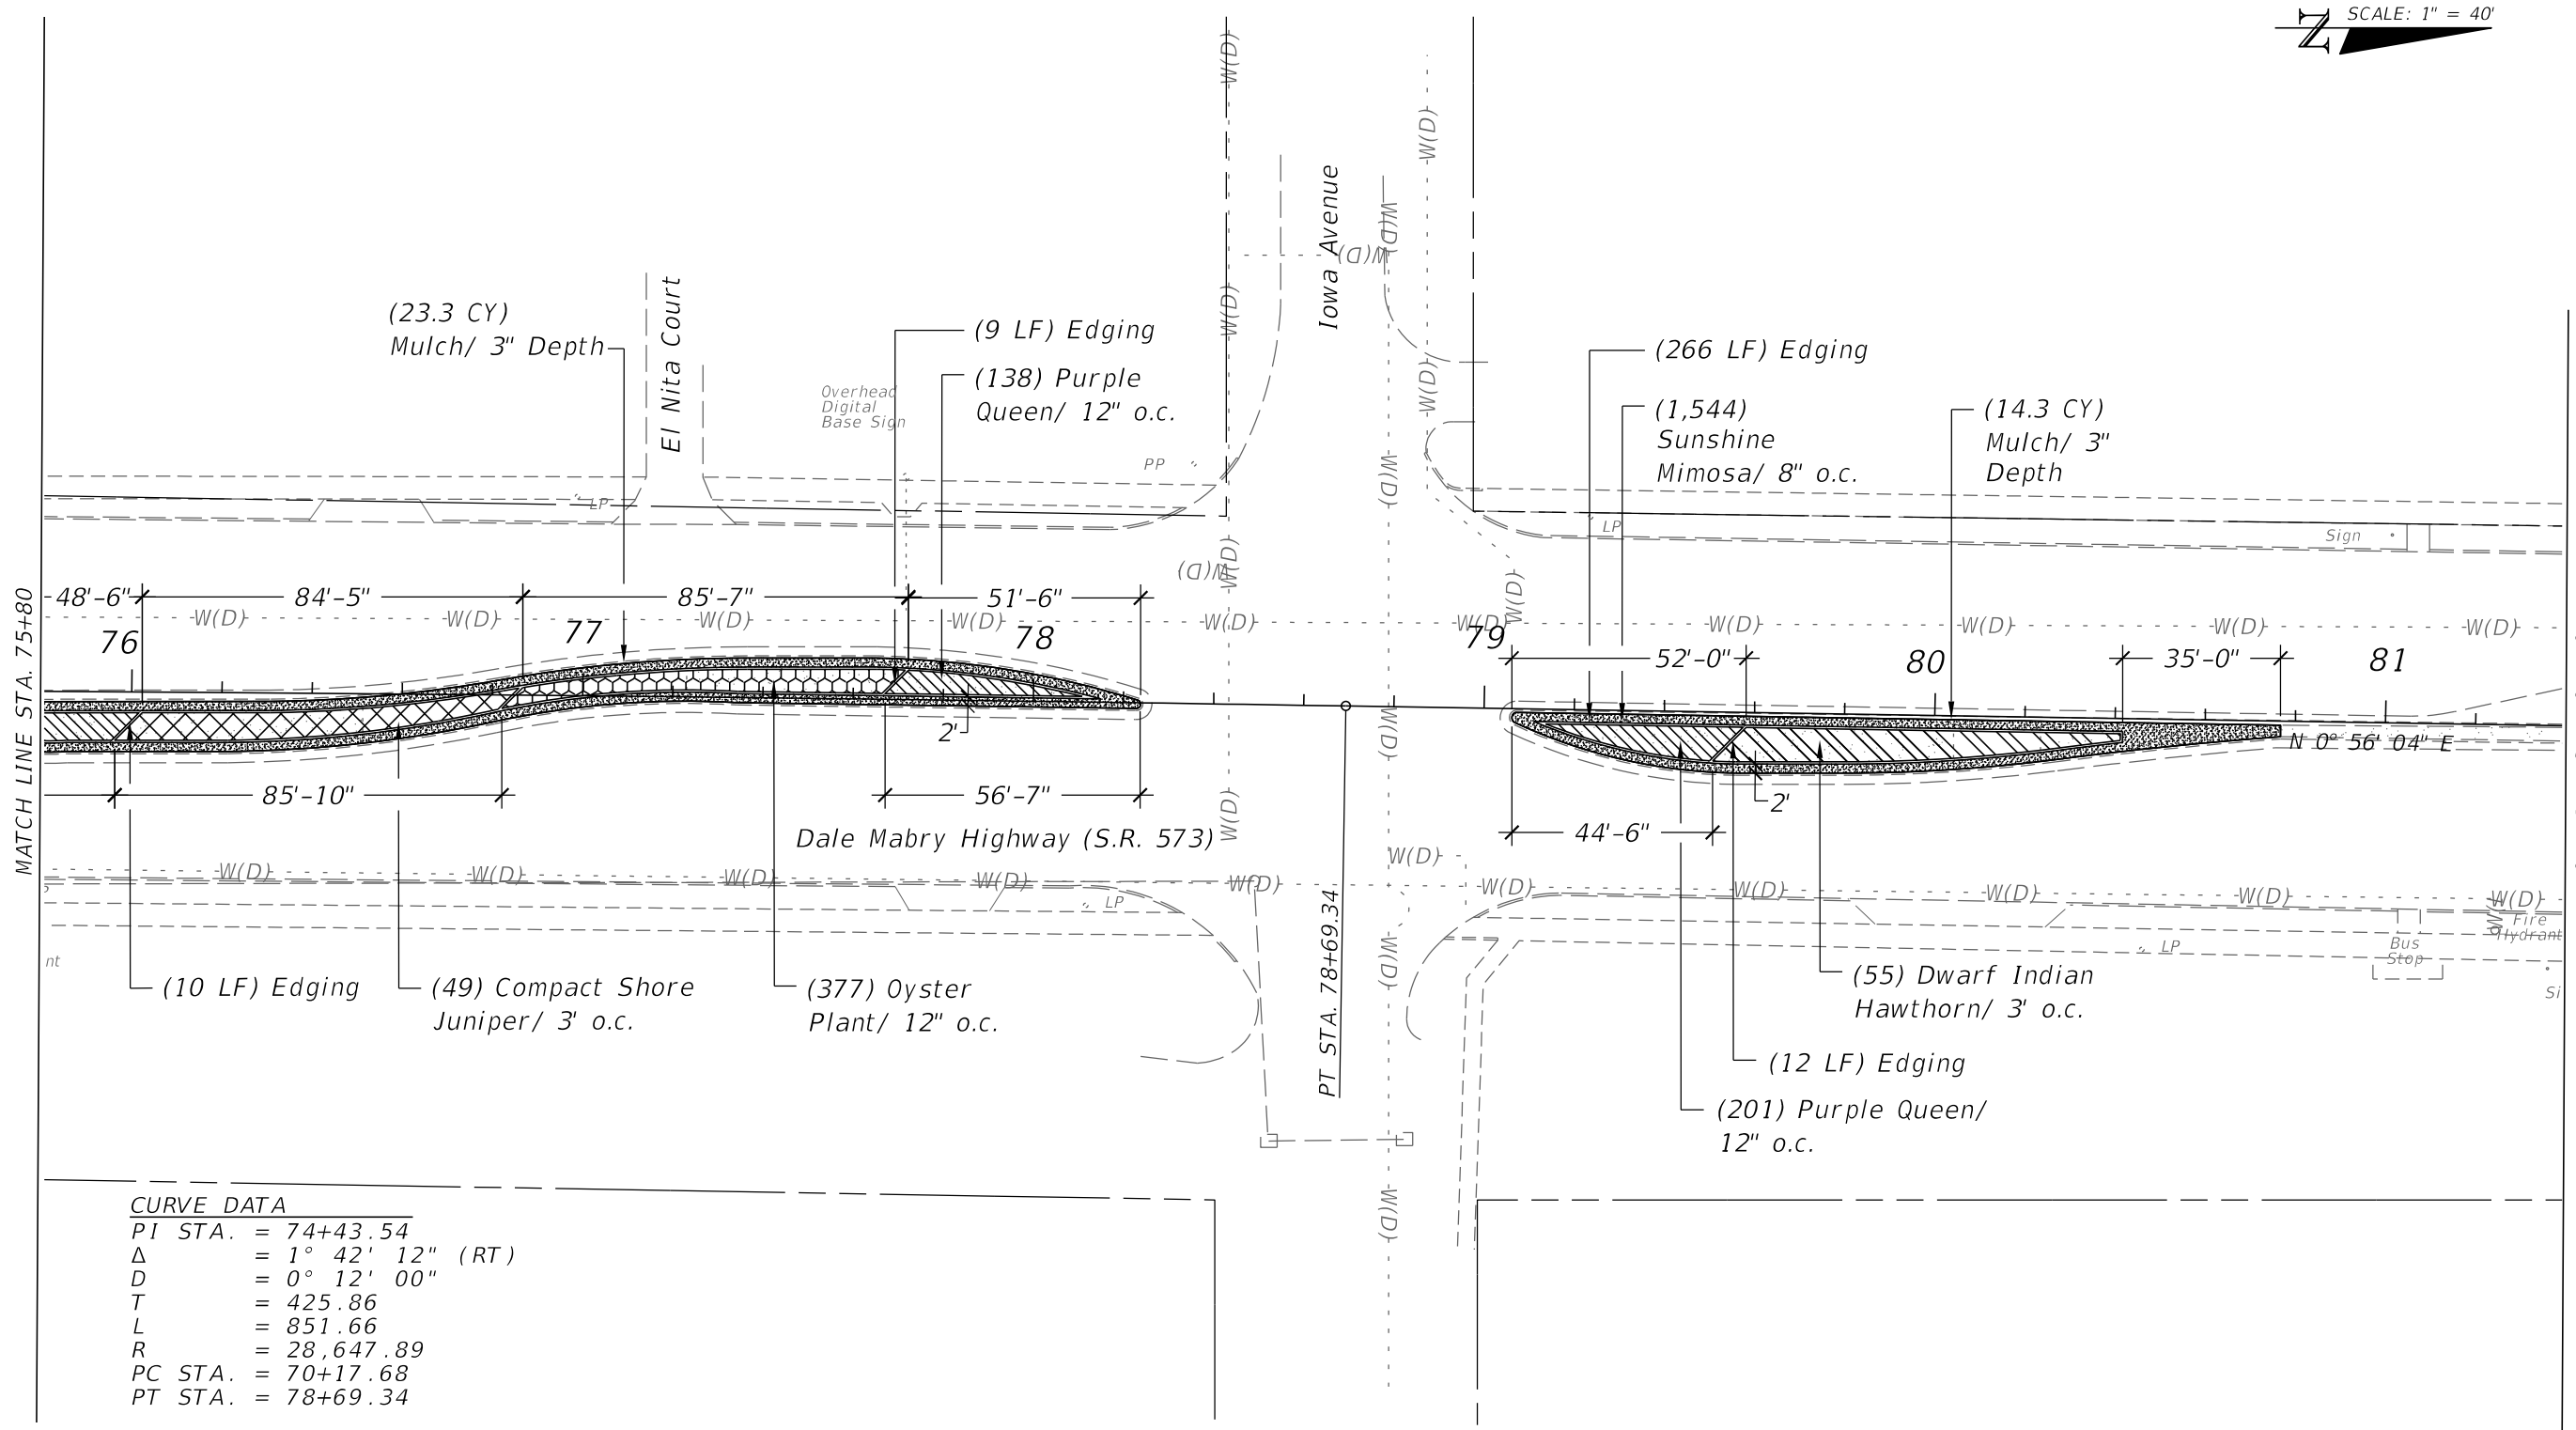 SCALE: 1" = 40'
N
MATCH LINE STA. 75+80
(23.3 CY)
Mulch/ 3" Depth
El Nita Court
Overhead
Digital
Base Sign
(9 LF) Edging
(138) Purple
Queen/ 12" o.c.
PP
LP
W(D)
W(D)
W(D)
W(D)
W(D)
W(D)
Iowa Avenue
W(D)
W(D)
W(D)
W(D)
W(D)
W(D)
W(D)
W(D)
W(D)
W(D)
(266 LF) Edging
(1,544)
Sunshine
Mimosa/ 8" o.c.
(14.3 CY)
Mulch/ 3"
Depth
LP
Sign
48'-6"
84'-5"
85'-7"
51'-6"
W(D)
W(D)
W(D)
W(D)
W(D)
W(D)
W(D)
W(D)
W(D)
W(D)
76
77
78
79
80
81
52'-0"
35'-0"
N 0° 56' 04" E
2'
2'
85'-10"
56'-7"
44'-6"
Dale Mabry Highway (S.R. 573)
W(D)
W(D)
W(D)
W(D)
W(D)
W(D)
W(D)
W(D)
W(D)
W(D)
W(D)
LP
LP
Bus
Stop
Fire
Hydrant
nt
Si
PT STA. 78+69.34
(10 LF) Edging
(49) Compact Shore
Juniper/ 3' o.c.
(377) Oyster
Plant/ 12" o.c.
(55) Dwarf Indian
Hawthorn/ 3' o.c.
(12 LF) Edging
(201) Purple Queen/
12" o.c.
CURVE DATA
PI STA. = 74+43.54
Δ = 1° 42' 12" (RT)
D = 0° 12' 00"
T = 425.86
L = 851.66
R = 28,647.89
PC STA. = 70+17.68
PT STA. = 78+69.34